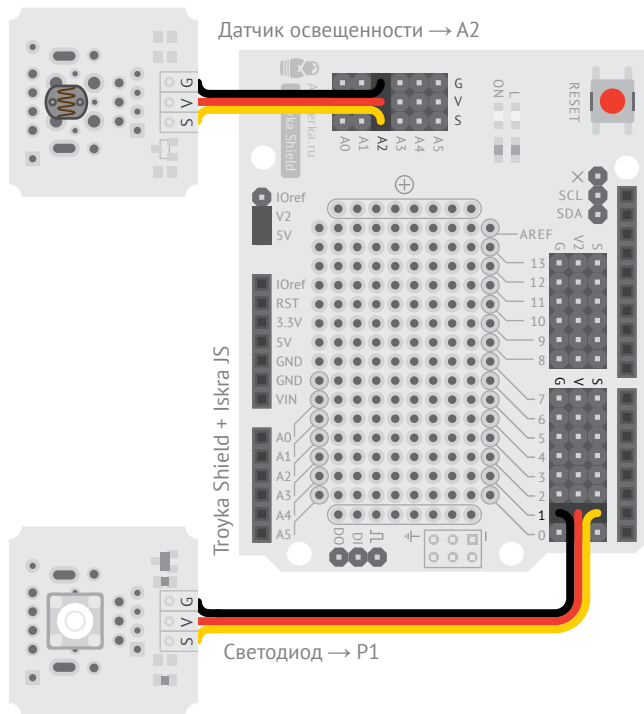 Датчик освещенности → A2
G
V
S
G
V
S
A0
A1
A2
A3
A4
A5
ON
L
RESET
IOref
V2
5V
SCL
SDA
AREF
G
V2
S
13
12
11
10
9
8
IOref
RST
3.3V
5V
GND
GND
VIN
G
V
S
7
6
5
4
3
2
1
0
A0
A1
A2
A3
A4
A5
DO
DI
Troyka Shield + Iskra JS
G
V
S
Светодиод → P1